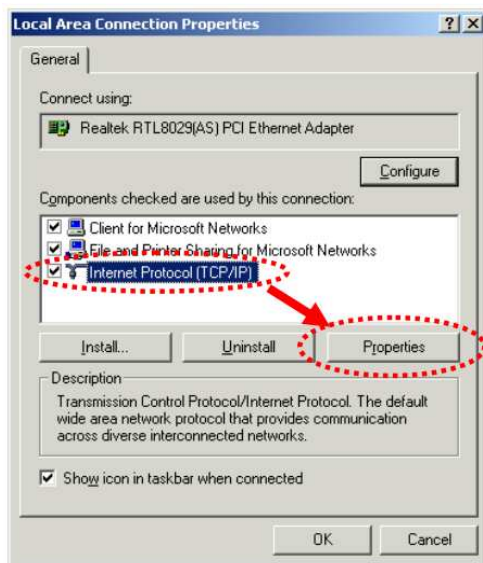 Local Area Connection Properties
General
Connect using:
Realtek RTL8029(AS) PCI Ethernet Adapter
Configure
Components checked are used by this connection:
Client for Microsoft Networks
File and Printer Sharing for Microsoft Networks
Internet Protocol (TCP/IP)
Install... Uninstall Properties
Description
Transmission Control Protocol/Internet Protocol. The default
wide area network protocol that provides communication
across diverse interconnected networks.
Show icon in taskbar when connected
OK Cancel